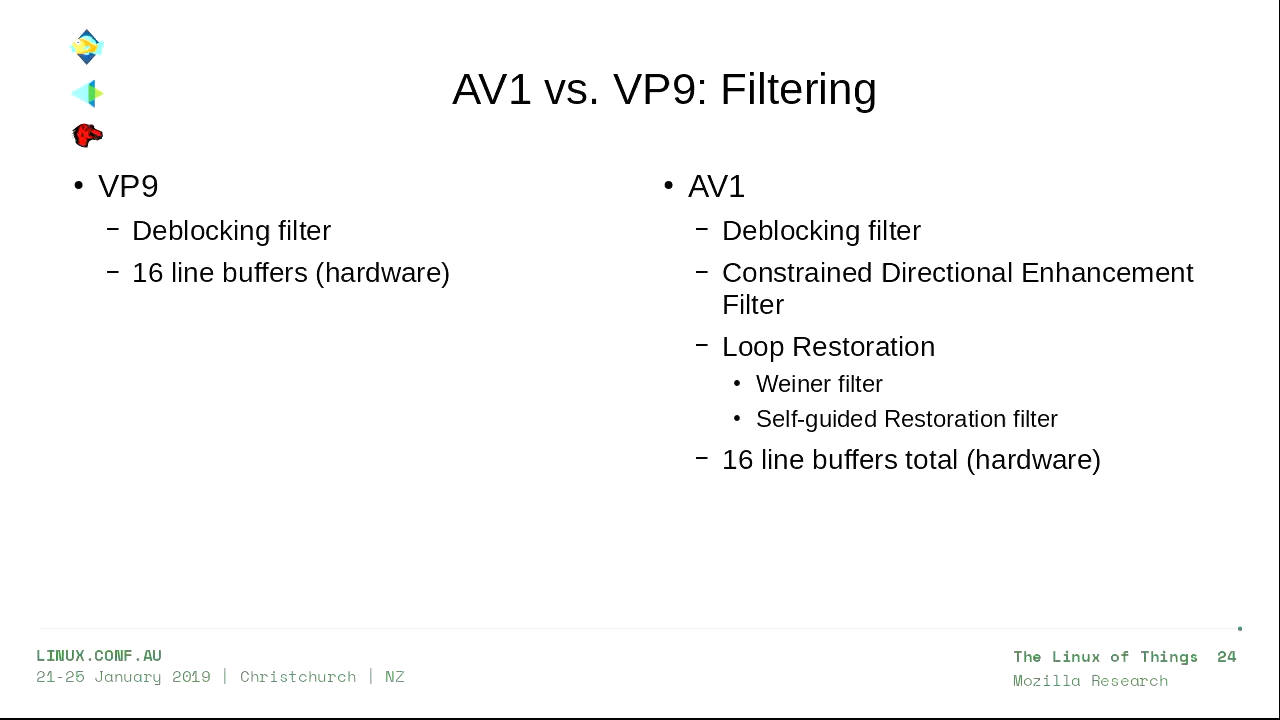 AV1 vs. VP9: Filtering
• VP9
– Deblocking filter
– 16 line buffers (hardware)
• AV1
– Deblocking filter
– Constrained Directional Enhancement
Filter
– Loop Restoration
• Weiner filter
• Self-guided Restoration filter
– 16 line buffers total (hardware)
LINUX.CONF.AU
21-25 January 2019 | Christchurch | NZ
The Linux of Things 24
Mozilla Research